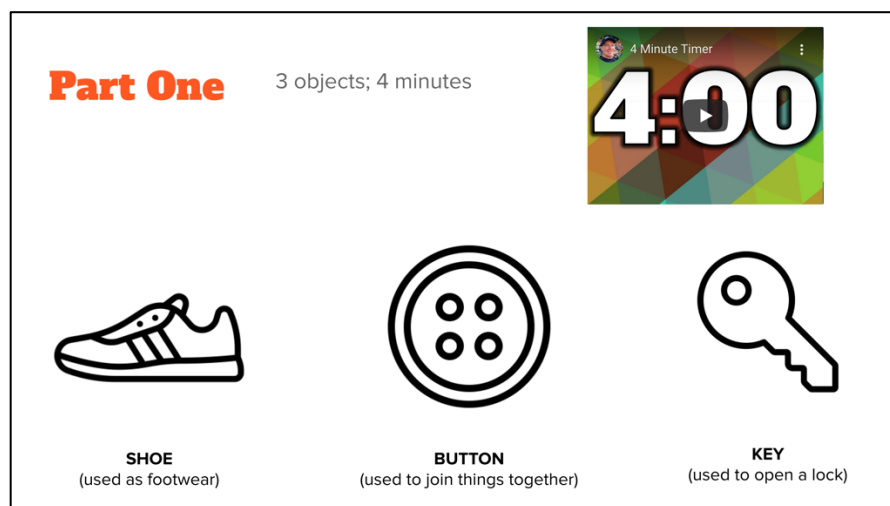 Part One
3 objects; 4 minutes
4 Minute Timer
4:00
SHOE
(used as footwear)
BUTTON
(used to join things together)
KEY
(used to open a lock)